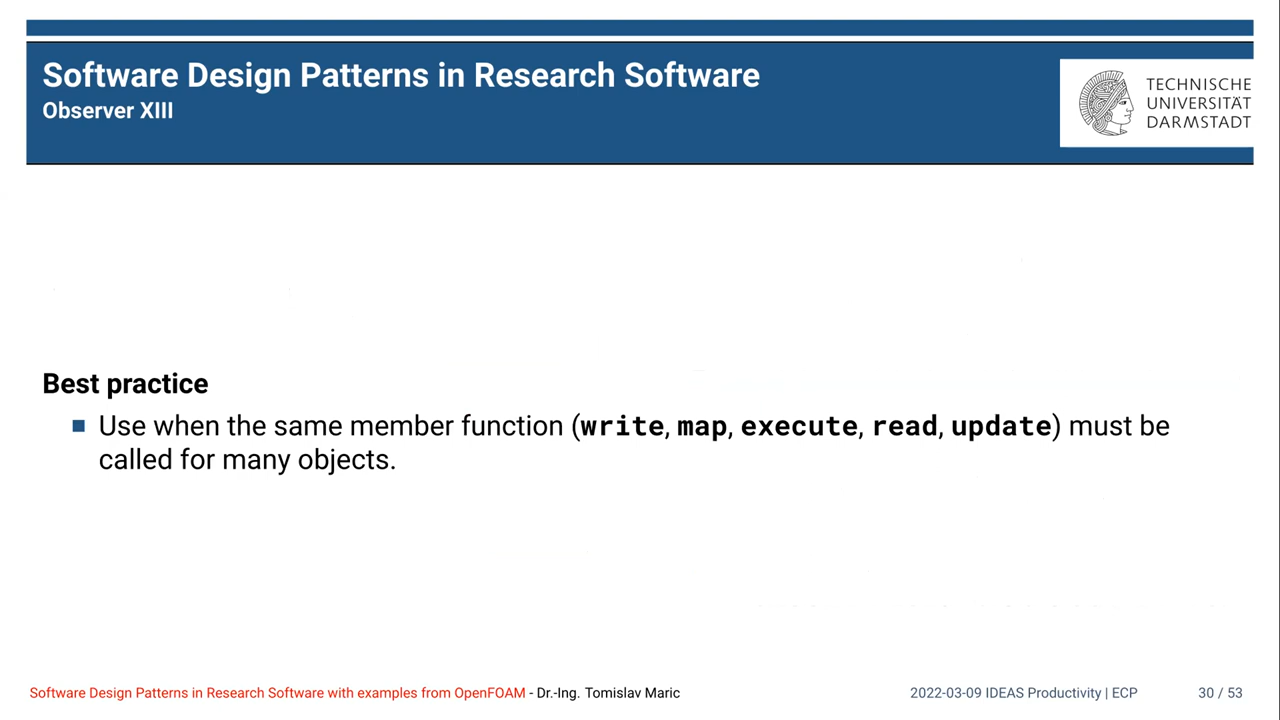 Software Design Patterns in Research Software
Observer XIII
TECHNISCHE
UNIVERSITÄT
DARMSTADT
Best practice
Use when the same member function (write, map, execute, read, update) must be
called for many objects.
Software Design Patterns in Research Software with examples from OpenFOAM - Dr.-Ing. Tomislav Maric
2022-03-09 IDEAS Productivity | ECP
30 / 53